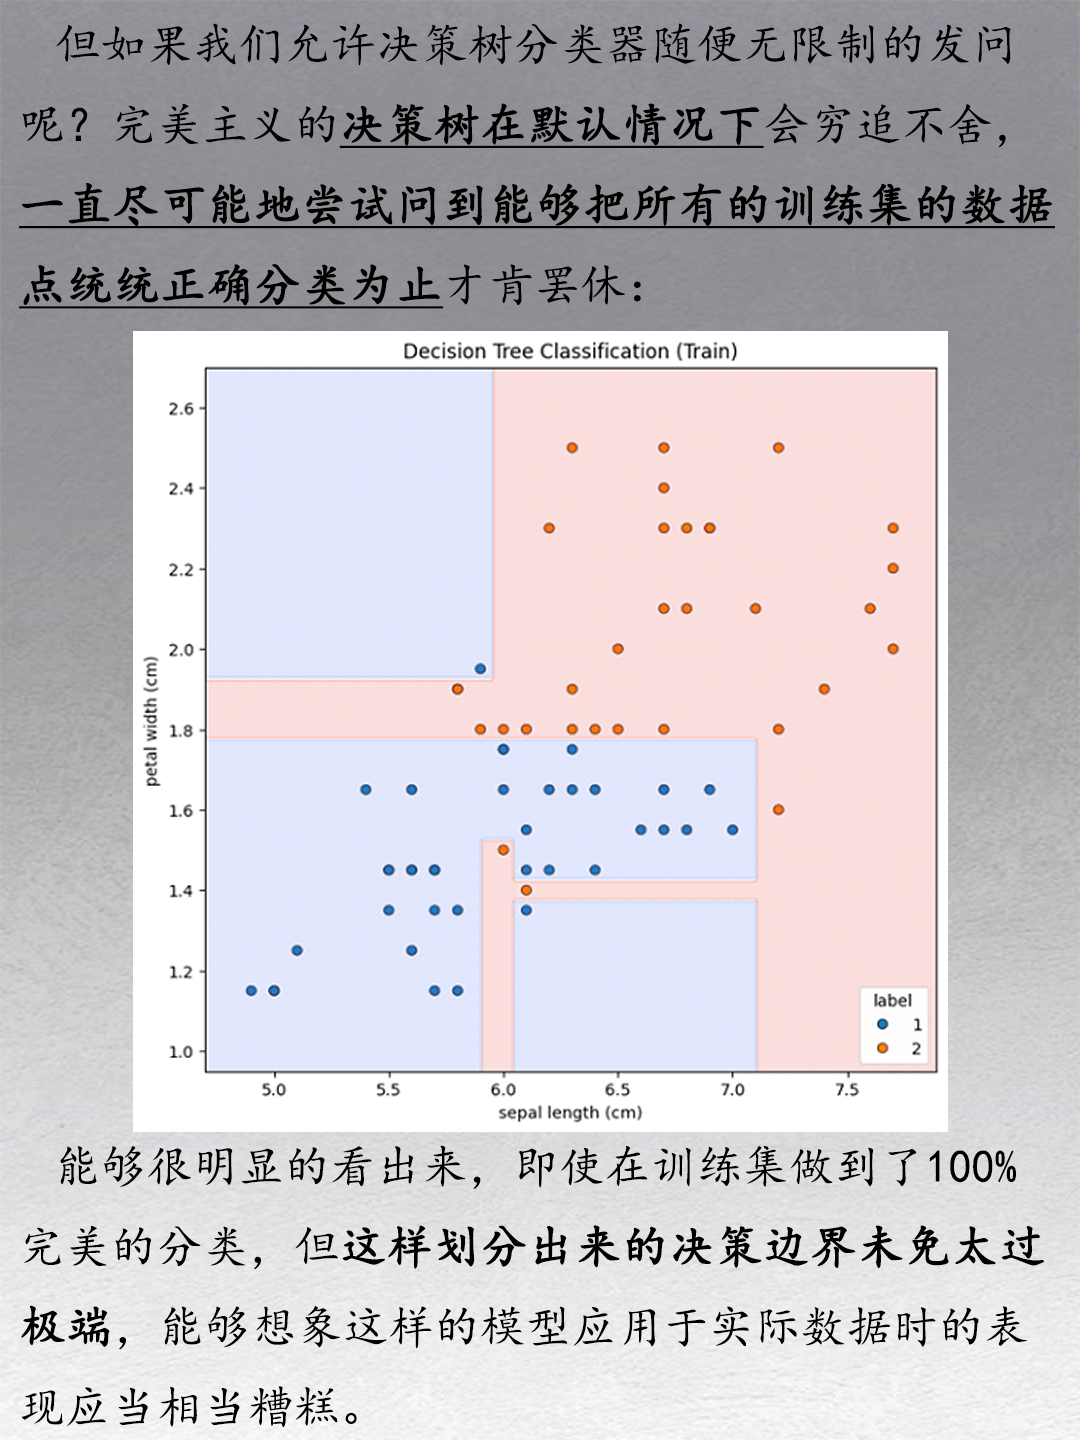 但如果我们允许决策树分类器随便无限制的发问
呢？完美主义的决策树在默认情况下会穷追不舍，
一直尽可能地尝试问到能够把所有的训练集的数据
点统统正确分类为止才肯罢休：
Decision Tree Classification (Train)
2.6
2.4
2.2
2.0
1.8
1.6
1.4
1.2
1.0
petal width (cm)
label
1
2
5.0 5.5 6.0 6.5 7.0 7.5
sepal length (cm)
能够很明显的看出来，即使在训练集做到了100%
完美的分类，但这样划分出来的决策边界未免太过
极端，能够想象这样的模型应用于实际数据时的表
现应当相当糟糕。